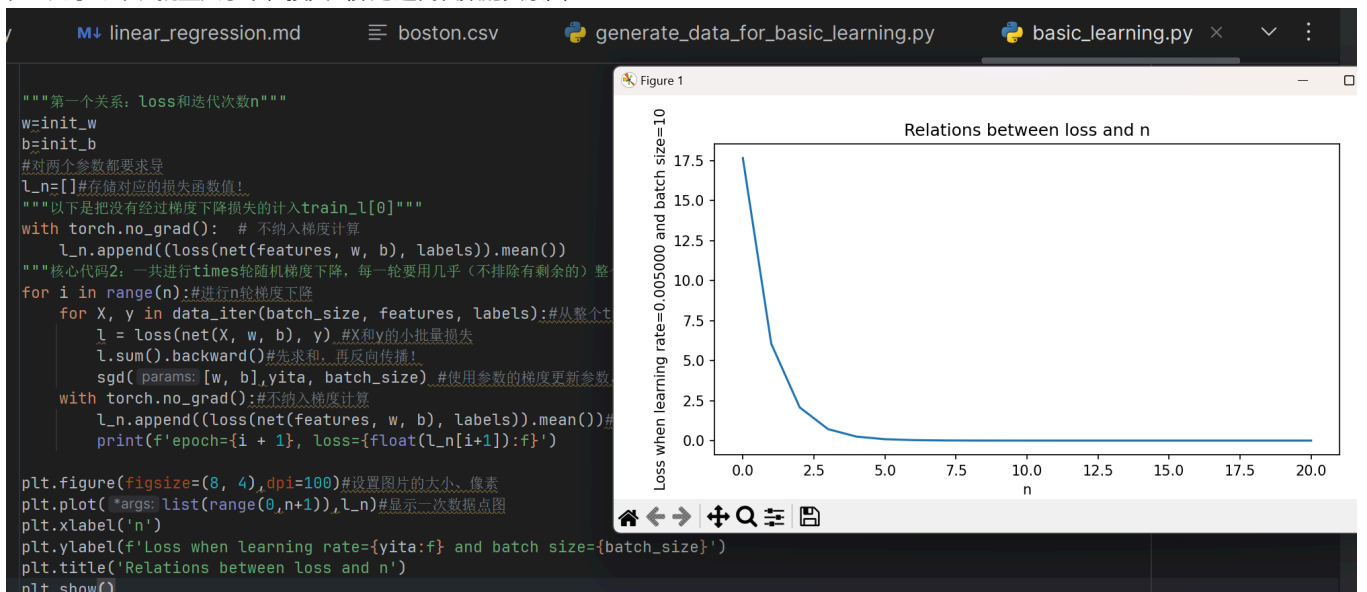 linear_regression.md
boston.csv
generate_data_for_basic_learning.py
basic_learning.py
"""第一个关系：loss和迭代次数n"""
w=init_w
b=init_b
#对两个参数都要求导
l_n=[]#存储对应的损失函数值！
"""以下是把没有经过梯度下降损失的计入train_l[0]"""
with torch.no_grad():  # 不纳入梯度计算
    l_n.append((loss(net(features, w, b), labels)).mean())
"""核心代码2：一共进行times轮随机梯度下降，每一轮要用几乎（不排除有剩余的）整
for i in range(n):#进行n轮梯度下降
    for X, y in data_iter(batch_size, features, labels):#从整个t
        l = loss(net(X, w, b), y) #X和y的小批量损失
        l.sum().backward()#先求和，再反向传播！
        sgd( params: [w, b],yita, batch_size) #使用参数的梯度更新参数
    with torch.no_grad():#不纳入梯度计算
        l_n.append((loss(net(features, w, b), labels)).mean())#
        print(f'epoch={i + 1}, loss={float(l_n[i+1]):f}')
plt.figure(figsize=(8, 4),dpi=100)#设置图片的大小、像素
plt.plot( *args: list(range(0,n+1)),l_n)#显示一次数据点图
plt.xlabel('n')
plt.ylabel(f'Loss when learning rate={yita:f} and batch size={batch_size}')
plt.title('Relations between loss and n')
plt.show()
Figure 1
Relations between loss and n
Loss when learning rate=0.005000 and batch size=10
17.5
15.0
12.5
10.0
7.5
5.0
2.5
0.0
0.0 2.5 5.0 7.5 10.0 12.5 15.0 17.5 20.0
n